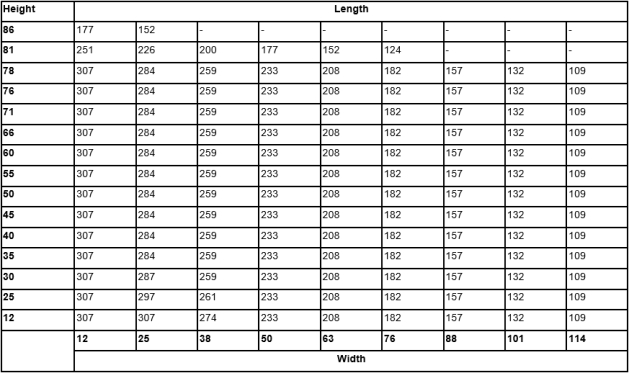 Height Length
86 177 152 - - - - - - -
81 251 226 200 177 152 124 - - -
78 307 284 259 233 208 182 157 132 109
76 307 284 259 233 208 182 157 132 109
71 307 284 259 233 208 182 157 132 109
66 307 284 259 233 208 182 157 132 109
60 307 284 259 233 208 182 157 132 109
55 307 284 259 233 208 182 157 132 109
50 307 284 259 233 208 182 157 132 109
45 307 284 259 233 208 182 157 132 109
40 307 284 259 233 208 182 157 132 109
35 307 284 259 233 208 182 157 132 109
30 307 287 259 233 208 182 157 132 109
25 307 297 261 233 208 182 157 132 109
12 307 307 274 233 208 182 157 132 109
12 25 38 50 63 76 88 101 114
Width